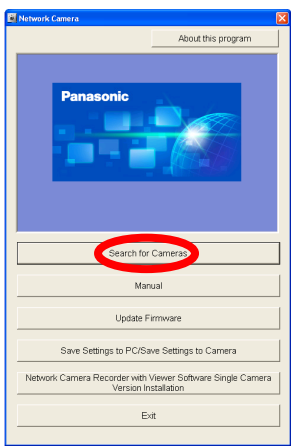 Network Camera
About this program
Panasonic
Search for Cameras
Manual
Update Firmware
Save Settings to PC/Save Settings to Camera
Network Camera Recorder with Viewer Software Single Camera
Version Installation
Exit